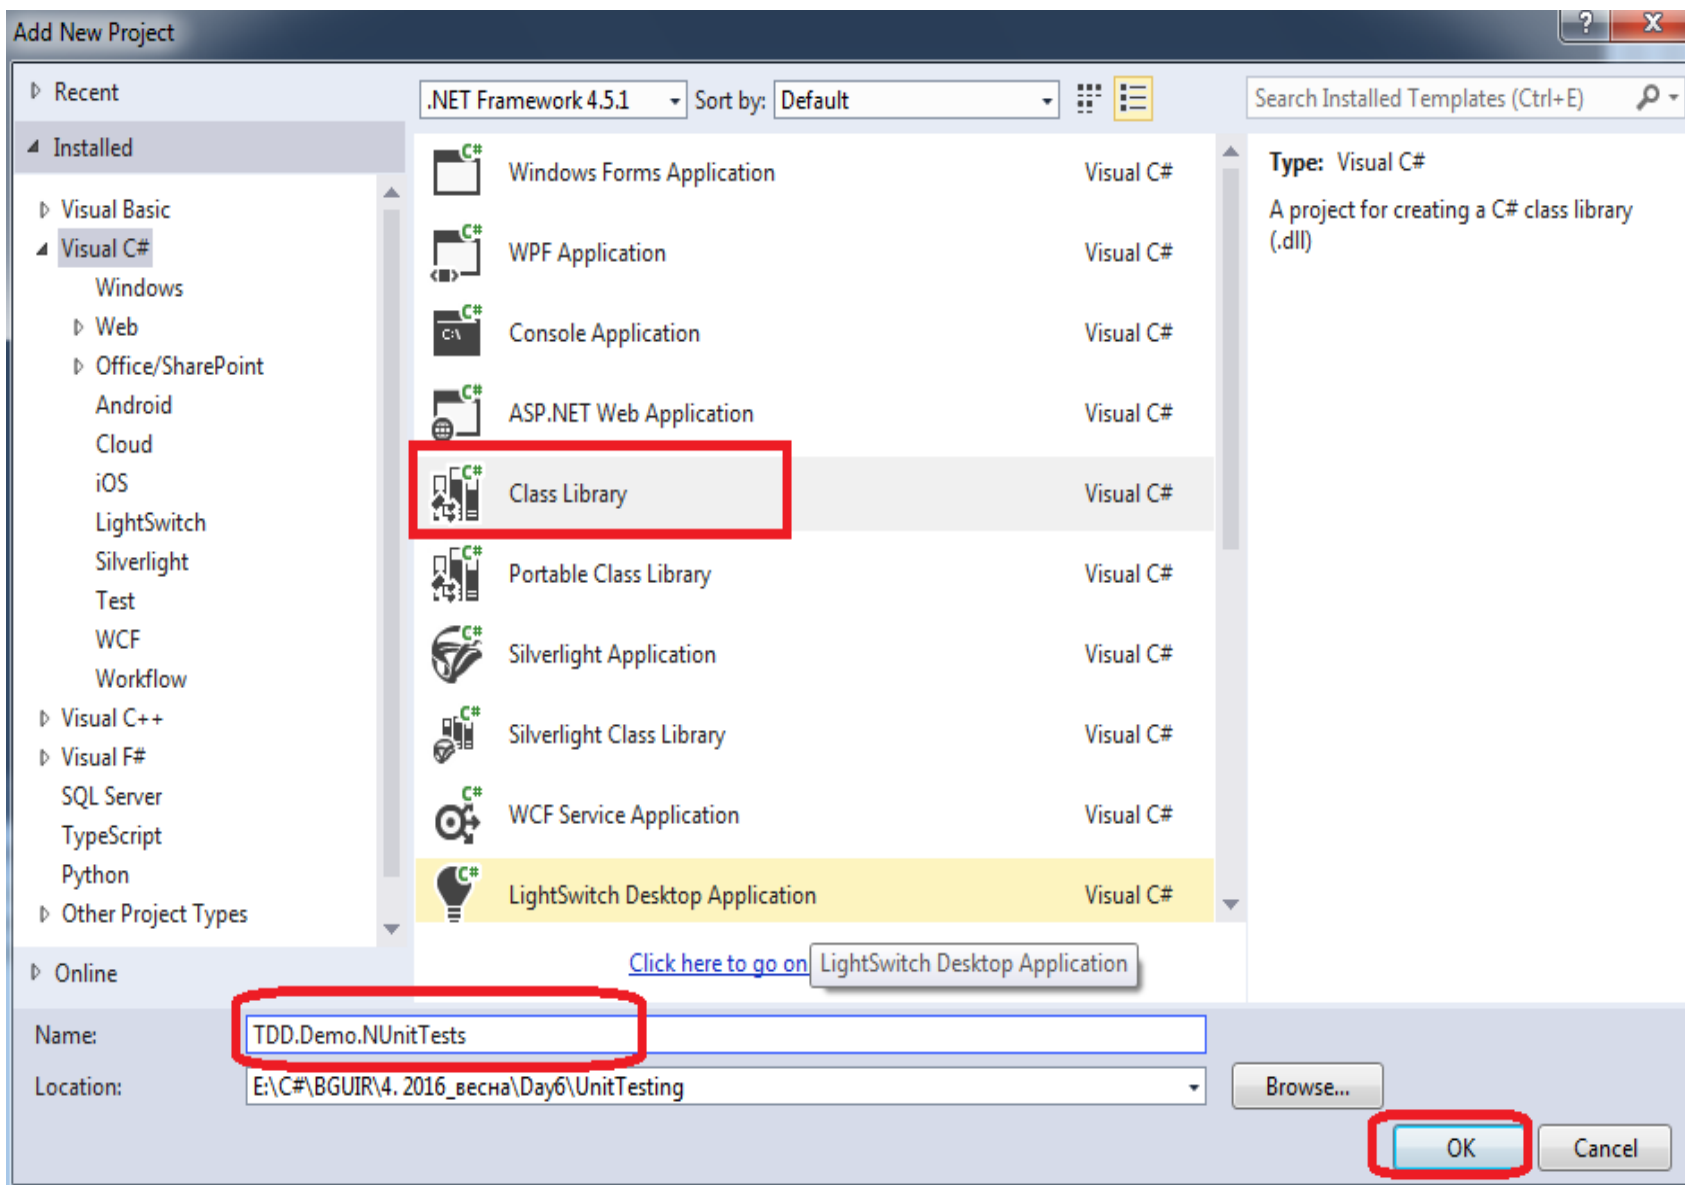 Add New Project
?
X
Recent
.NET Framework 4.5.1
Sort by:
Default
Search Installed Templates (Ctrl+E)
Installed
Visual Basic
Visual C#
Windows
Web
Office/SharePoint
Android
Cloud
iOS
LightSwitch
Silverlight
Test
WCF
Workflow
Visual C++
Visual F#
SQL Server
TypeScript
Python
Other Project Types
Online
C#
Windows Forms Application
Visual C#
C#
WPF Application
Visual C#
C#
C:\
Console Application
Visual C#
C#
ASP.NET Web Application
Visual C#
C#
Class Library
Visual C#
C#
Portable Class Library
Visual C#
C#
Silverlight Application
Visual C#
C#
Silverlight Class Library
Visual C#
C#
WCF Service Application
Visual C#
C#
LightSwitch Desktop Application
Visual C#
Click here to go on
LightSwitch Desktop Application
Type: Visual C#
A project for creating a C# class library
(.dll)
Name:
TDD.Demo.NUnitTests
Location:
E:\C#\BGUIR\4. 2016_весна\Day6\UnitTesting
Browse...
OK
Cancel